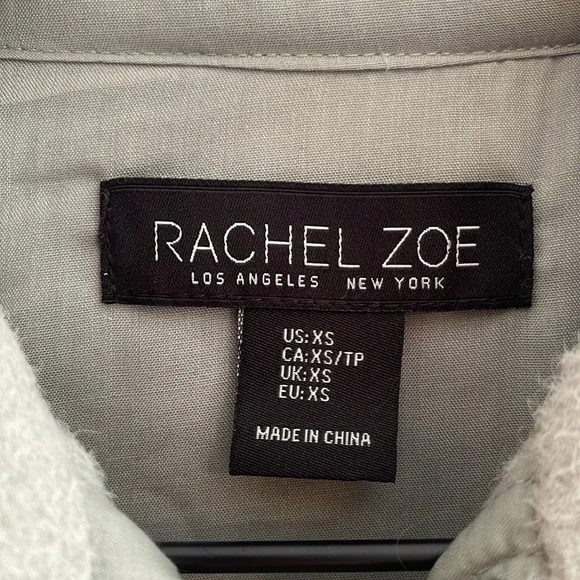 RACHEL ZOE
LOS ANGELES NEW YORK
US:XS
CA:XS/TP
UK:XS
EU:XS
MADE IN CHINA